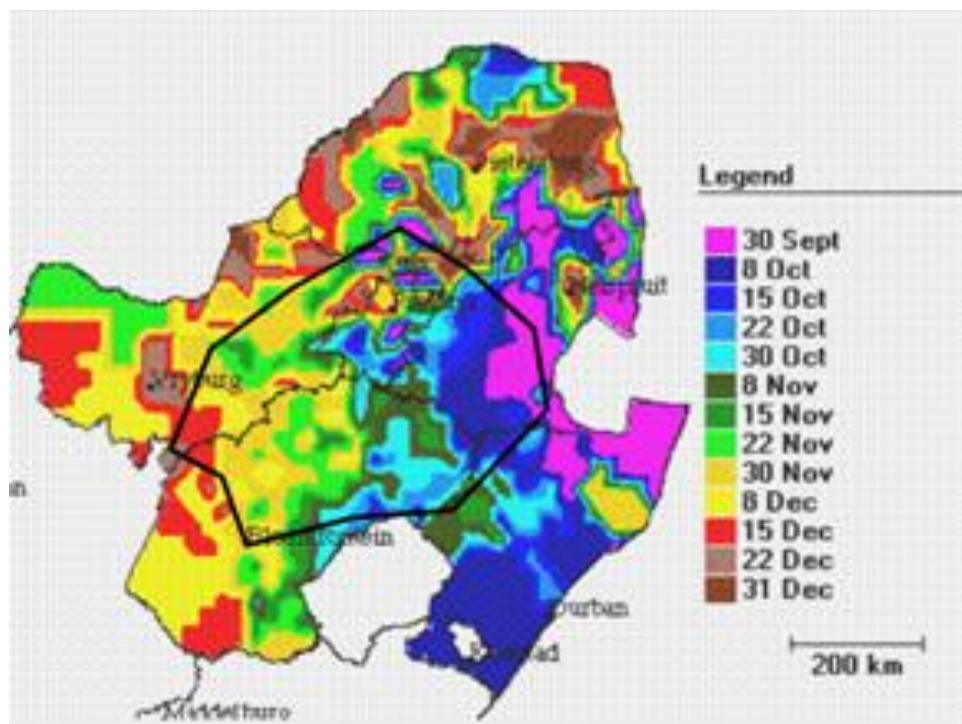 Legend
30 Sept
8 Oct
15 Oct
22 Oct
30 Oct
8 Nov
15 Nov
22 Nov
30 Nov
8 Dec
15 Dec
22 Dec
31 Dec
Durban
200 km